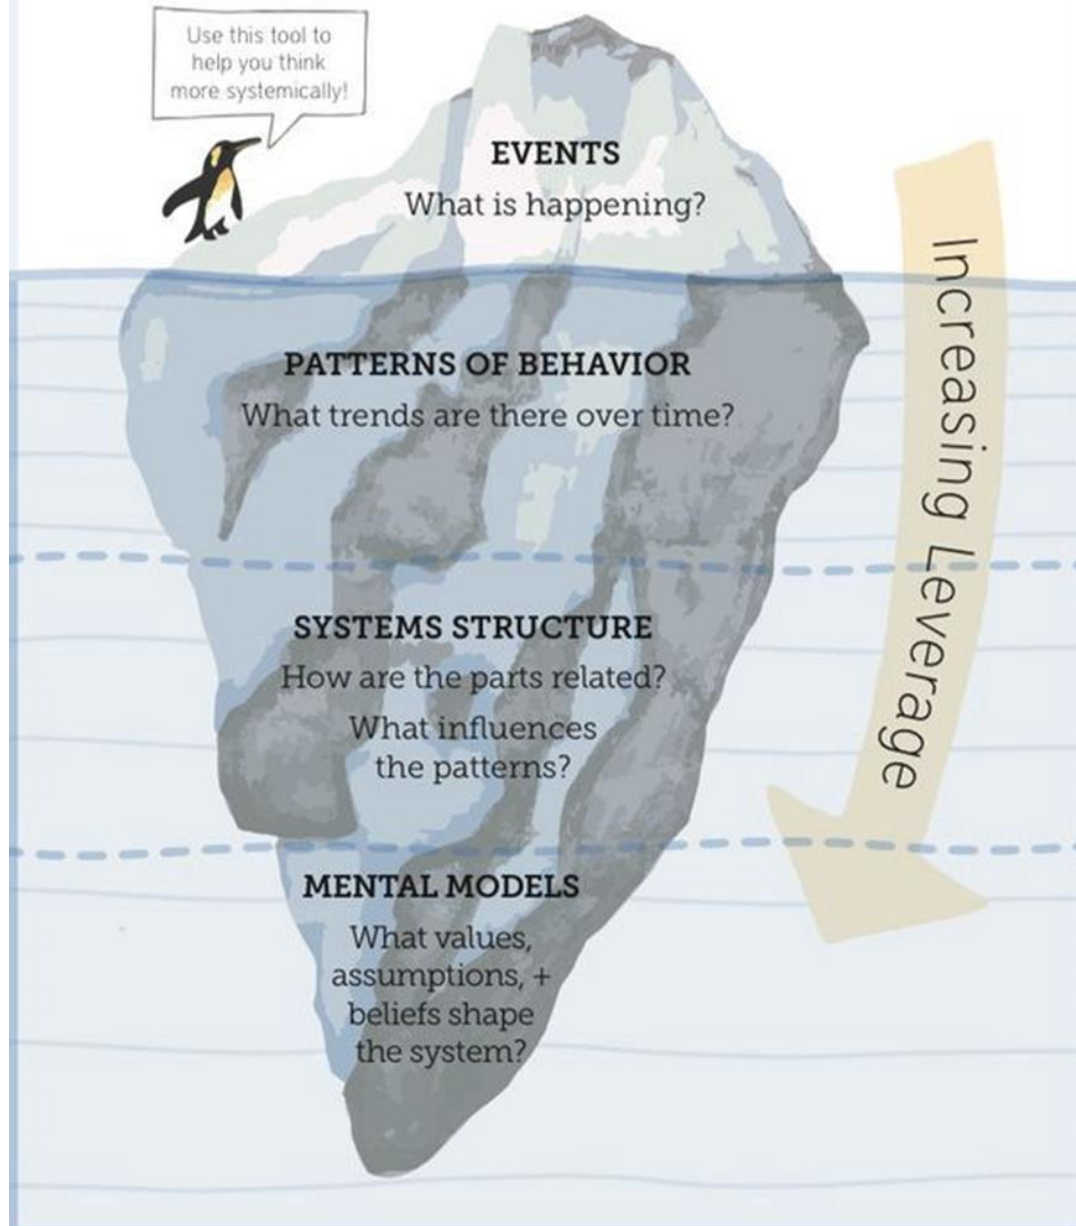 Use this tool to
help you think
more systemically!
EVENTS
What is happening?
PATTERNS OF BEHAVIOR
What trends are there over time?
SYSTEMS STRUCTURE
How are the parts related?
What influences
the patterns?
MENTAL MODELS
What values,
assumptions, +
beliefs shape
the system?
Increasing Leverage